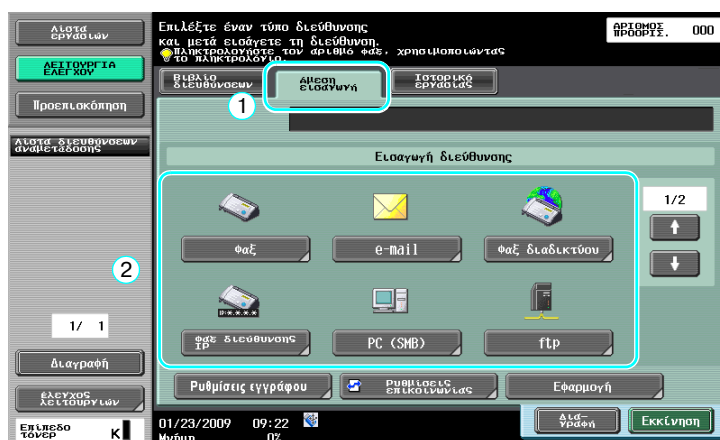 Λίστα
εργασιών
Επιλέξτε έναν τύπο διεύθυνσης
και μετά εισάγετε τη διεύθυνση.
Πληκτρολογήστε τον αριθμό φαξ, χρησιμοποιώντας
το πληκτρολόγιο.
ΑΡΙΘΜΟΣ
ΠΡΟΟΡΙΣ. 000
ΛΕΙΤΟΥΡΓΙΑ
ΕΛΕΓΧΟΥ
Βιβλίο
διευθύνσεων
Άμεση
εισαγωγή
Ιστορικό
εργασίας
Προεπισκόπηση
1
Λίστα διευθύνσεων
αναμετάδοσης
Εισαγωγή διεύθυνσης
1/2
φαξ
e-mail
φαξ διαδικτύου
2
φαξ διεύθυνσης
IP
PC (SMB)
ftp
1/ 1
Διαγραφή
Ρυθμίσεις εγγράφου
Ρυθμίσεις
επικοινωνίας
Εφαρμογή
έλεγχος
λειτουργιών
Επίπεδο
τόνερ K
01/23/2009 09:22
Μνήμη 0%
Δια-
γραφή
Εκκίνηση